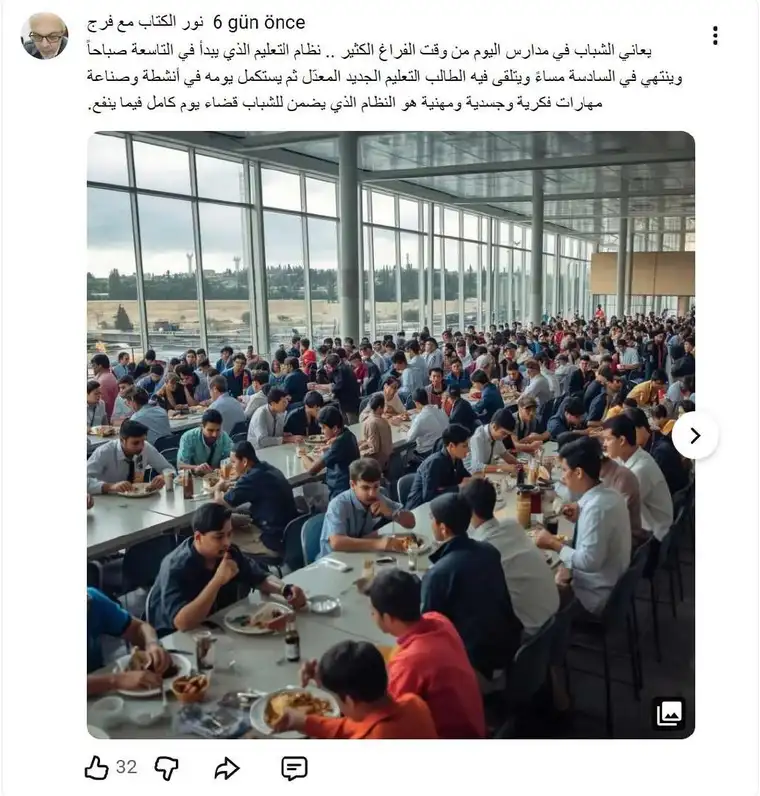 نور الكتاب مع فرج 6 gün önce
يعاني الشباب في مدارس اليوم من وقت الفراغ الكثير .. نظام التعليم الذي يبدأ في التاسعة صباحاً
وينتهي في السادسة مساءً ويتلقى فيه الطالب التعليم الجديد المعدّل ثم يستكمل يومه في أنشطة وصناعة
مهارات فكرية وجسدية ومهنية هو النظام الذي يضمن للشباب قضاء يوم كامل فيما ينفع.
32